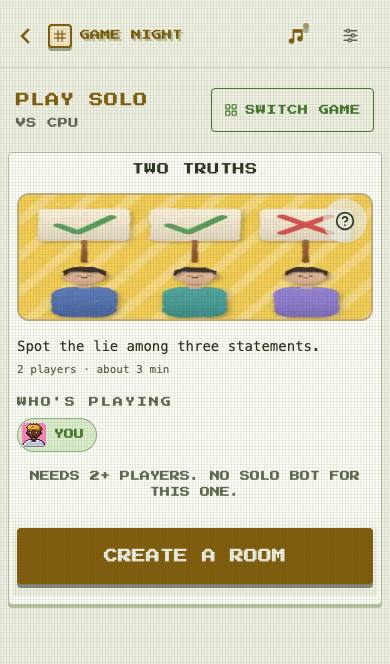 GAME NIGHT
PLAY SOLO
VS CPU
SWITCH GAME
TWO TRUTHS
?
Spot the lie among three statements.
2 players · about 3 min
WHO'S PLAYING
YOU
NEEDS 2+ PLAYERS. NO SOLO BOT FOR
THIS ONE.
CREATE A ROOM